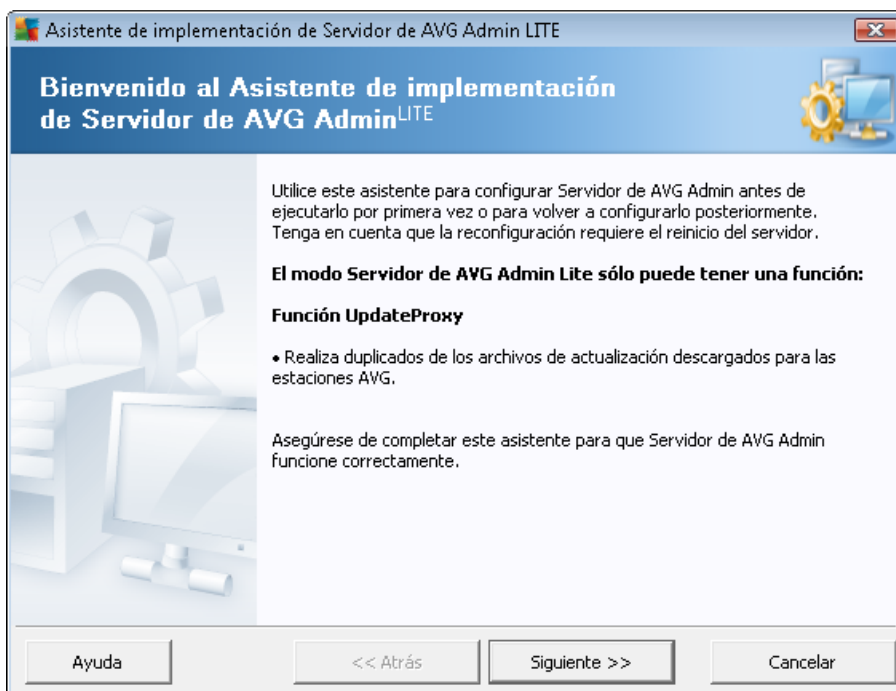 Asistente de implementación de Servidor de AVG Admin LITE
Bienvenido al Asistente de implementación
de Servidor de AVG Admin LITE
Utilice este asistente para configurar Servidor de AVG Admin antes de
ejecutarlo por primera vez o para volver a configurarlo posteriormente.
Tenga en cuenta que la reconfiguración requiere el reinicio del servidor.
El modo Servidor de AVG Admin Lite sólo puede tener una función:
Función UpdateProxy
• Realiza duplicados de los archivos de actualización descargados para las
estaciones AVG.
Asegúrese de completar este asistente para que Servidor de AVG Admin
funcione correctamente.
Ayuda
<< Atrás
Siguiente >>
Cancelar